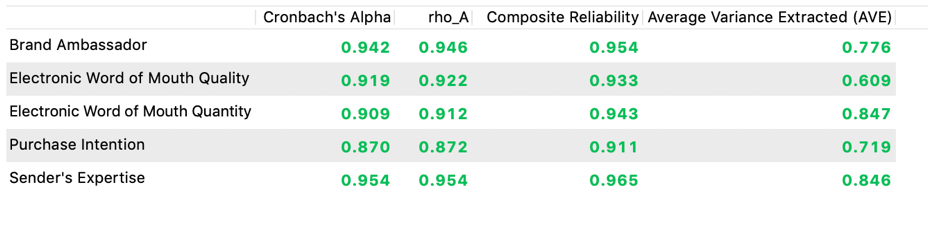 Cronbach's Alpha rho_A Composite Reliability Average Variance Extracted (AVE)
Brand Ambassador 0.942 0.946 0.954 0.776
Electronic Word of Mouth Quality 0.919 0.922 0.933 0.609
Electronic Word of Mouth Quantity 0.909 0.912 0.943 0.847
Purchase Intention 0.870 0.872 0.911 0.719
Sender's Expertise 0.954 0.954 0.965 0.846